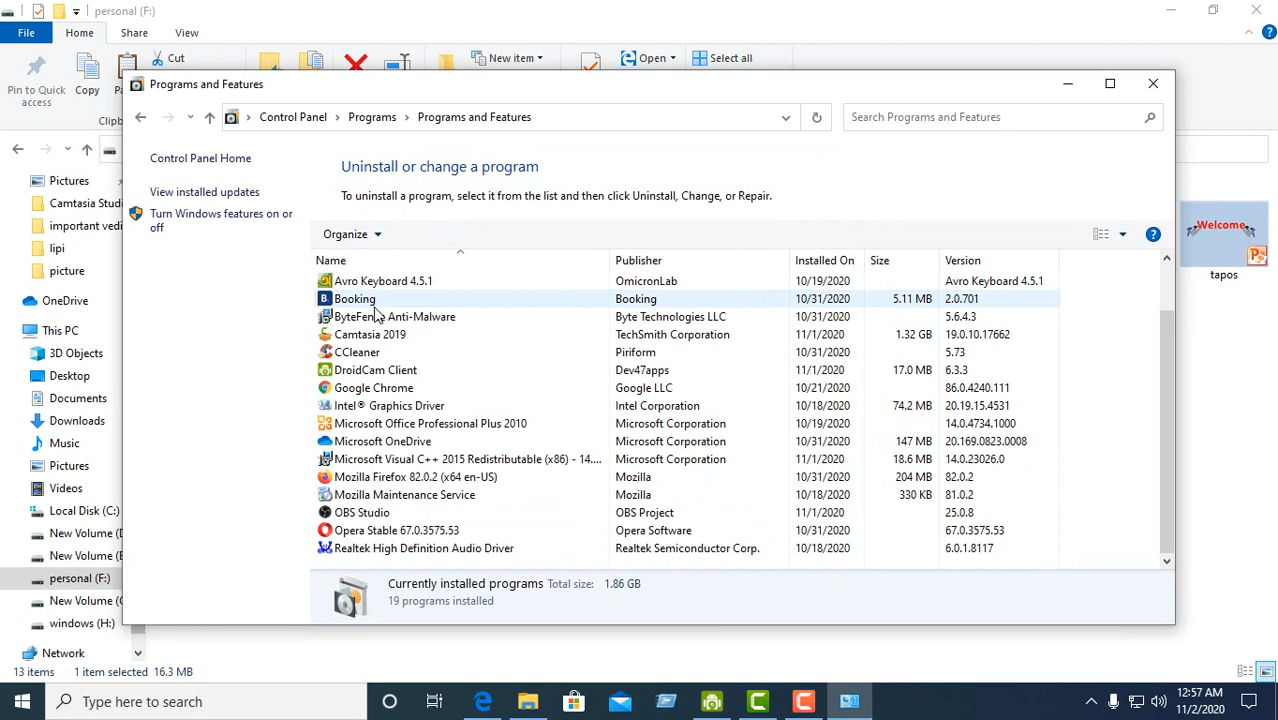 personal (F:)
File
Home
Share
View
Pin to Quick
access
Copy
Cut
New item
Open
Select all
Programs and Features
Control Panel
Programs
Programs and Features
Search Programs and Features
Control Panel Home
View installed updates
Turn Windows features on or
off
Uninstall or change a program
To uninstall a program, select it from the list and then click Uninstall, Change, or Repair.
Organize
Name Publisher Installed On Size Version
Avro Keyboard 4.5.1 OmicronLab 10/19/2020 Avro Keyboard 4.5.1
Booking Booking 10/31/2020 5.11 MB 2.0.701
Anti-Malware Byte Technologies LLC 10/31/2020 5.6.4.3
Camtasia 2019 TechSmith Corporation 11/1/2020 1.32 GB 19.0.10.17662
CCleaner Piriform 10/31/2020 5.73
DroidCam Client Dev47apps 11/1/2020 17.0 MB 6.3.3
Google Chrome Google LLC 10/21/2020 86.0.4240.111
Intel® Graphics Driver Intel Corporation 10/18/2020 74.2 MB 20.19.15.4531
Microsoft Office Professional Plus 2010 Microsoft Corporation 10/19/2020 14.0.4734.1000
Microsoft OneDrive Microsoft Corporation 10/31/2020 147 MB 20.169.0823.0008
Microsoft Visual C++ 2015 Redistributable (x86) - 14.... Microsoft Corporation 11/1/2020 18.6 MB 14.0.23026.0
Mozilla Firefox 82.0.2 (x64 en-US) Mozilla 10/31/2020 204 MB 82.0.2
Mozilla Maintenance Service Mozilla 10/18/2020 330 KB 81.0.2
OBS Studio OBS Project 11/1/2020 25.0.8
Opera Stable 67.0.3575.53 Opera Software 10/31/2020 67.0.3575.53
Realtek High Definition Audio Driver Realtek Semiconductor Corp. 10/18/2020 6.0.1.8117
Currently installed programs Total size: 1.86 GB
19 programs installed
Pictures
Camtasia Studi
important vedi
lipi
picture
OneDrive
This PC
3D Objects
Desktop
Documents
Downloads
Music
Pictures
Videos
Local Disk (C:)
New Volume (
New Volume (E
personal (F:)
New Volume (
windows (H:)
Network
Welcome
tapos
13 items 1 item selected 16.3 MB
Type here to search
12:57 AM
11/2/2020